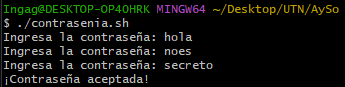 Ingag@DESKTOP-OP4OHRK MINGW64 ~/Desktop/UTN/AySo
$ ./contrasenia.sh
Ingresa la contraseña: hola
Ingresa la contraseña: noes
Ingresa la contraseña: secreto
¡Contraseña aceptada!